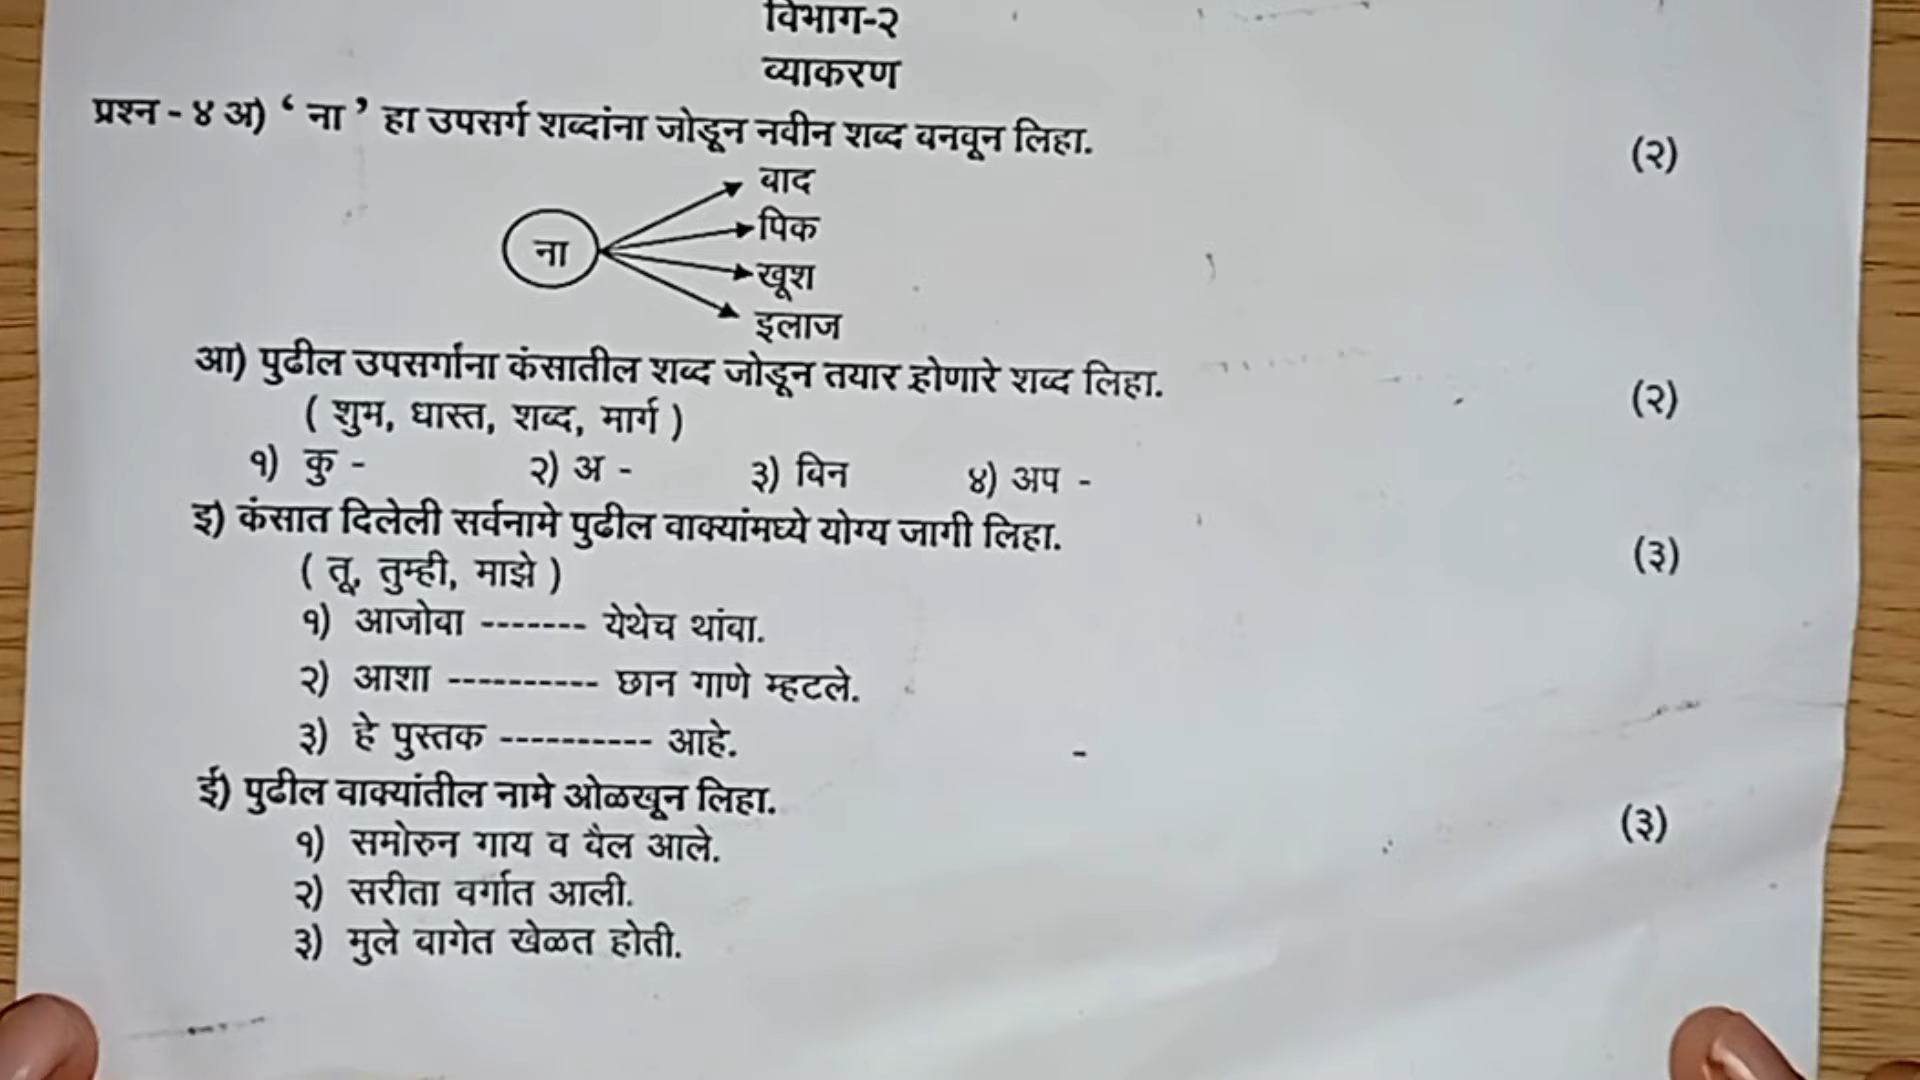 विभाग-२
व्याकरण
प्रश्न - ४ अ) ‘ ना ’ हा उपसर्ग शब्दांना जोडून नवीन शब्द बनवून लिहा. (२)
बाद
पिक
ना
खूश
इलाज
आ) पुढील उपसर्गांना कंसातील शब्द जोडून तयार होणारे शब्द लिहा. (२)
( शुभ, धास्त, शब्द, मार्ग )
१) कु - २) अ - ३) बिन ४) अप -
इ) कंसात दिलेली सर्वनामे पुढील वाक्यांमध्ये योग्य जागी लिहा. (३)
( तू, तुम्ही, माझे )
१) आजोबा ------- येथेच थांबा.
२) आशा ---------- छान गाणे म्हटले.
३) हे पुस्तक ---------- आहे. -
ई) पुढील वाक्यांतील नामे ओळखून लिहा. (३)
१) समोरुन गाय व बैल आले.
२) सरीता वर्गात आली.
३) मुले बागेत खेळत होती.